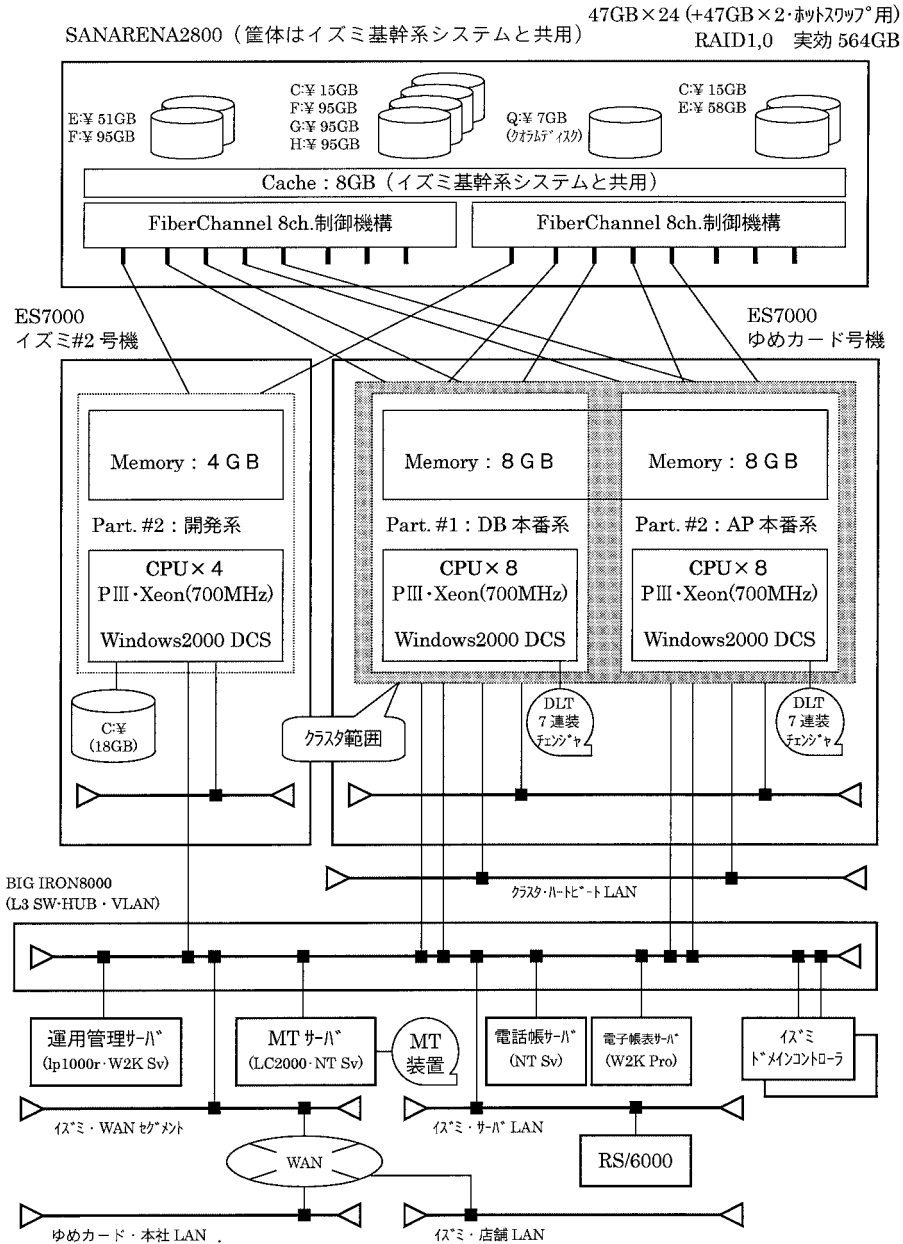 47GB×24 (+47GB×2・ホットスワップ用)
SANARENA2800（筐体はイズミ基幹系システムと共用）
RAID1,0 実効 564GB
E:¥ 51GB
F:¥ 95GB
C:¥ 15GB
F:¥ 95GB
G:¥ 95GB
H:¥ 95GB
Q:¥ 7GB
(クオラムディスク)
C:¥ 15GB
E:¥ 58GB
Cache：8GB（イズミ基幹系システムと共用）
FiberChannel 8ch.制御機構
FiberChannel 8ch.制御機構
ES7000
イズミ#2 号機
ES7000
ゆめカード号機
Memory：４ＧＢ
Memory：８ＧＢ
Memory：８ＧＢ
Part. #2：開発系
Part. #1：DB 本番系
Part. #2：AP 本番系
CPU×４
PⅢ・Xeon(700MHz)
Windows2000 DCS
CPU×８
PⅢ・Xeon(700MHz)
Windows2000 DCS
CPU×８
PⅢ・Xeon(700MHz)
Windows2000 DCS
C:¥
(18GB)
クラスタ範囲
DLT
7 連装
チェンジャ
DLT
7 連装
チェンジャ
クラスタ・ハートビート LAN
BIG IRON8000
(L3 SW-HUB・VLAN)
運用管理サーバ
(Ip1000r・W2K Sv)
MT サーバ
(LC2000・NT Sv)
MT
装置
電話帳サーバ
(NT Sv)
電子帳表サーバ
(W2K Pro)
イズミ
ドメインコントローラ
イズミ・WAN セグメント
イズミ・サーバ LAN
WAN
RS/6000
ゆめカード・本社 LAN
イズミ・店舗 LAN